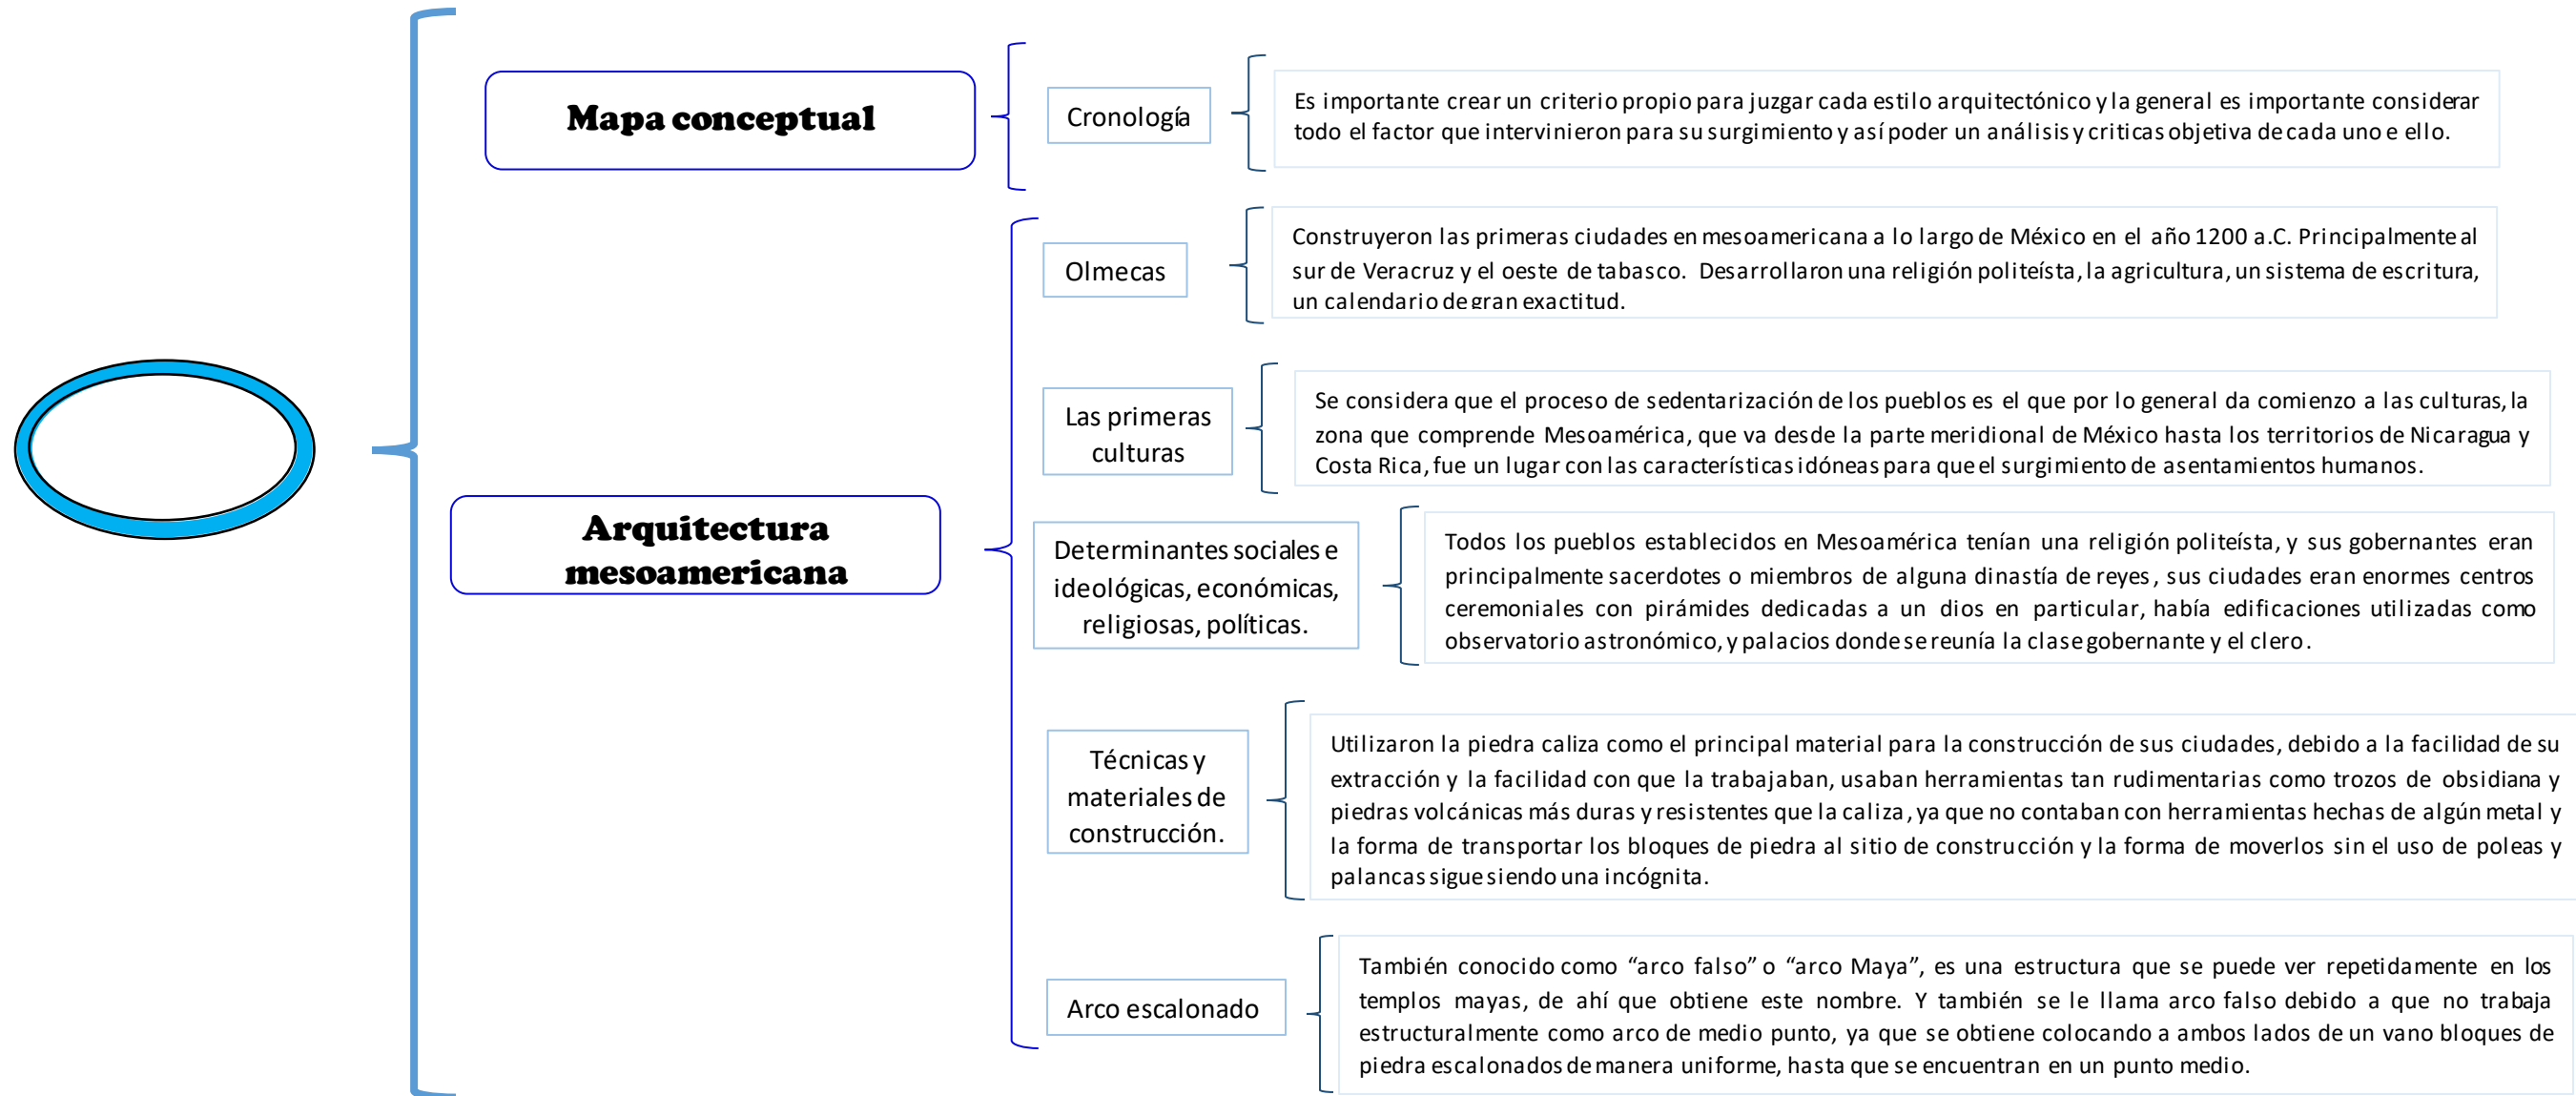 Mapa conceptual
Cronología
Es importante crear un criterio propio para juzgar cada estilo arquitectónico y la general es importante considerar
todo el factor que intervinieron para su surgimiento y así poder un análisis y criticas objetiva de cada uno e ello.
Olmecas
Construyeron las primeras ciudades en mesoamericana a lo largo de México en el año 1200 a.C. Principalmente al
sur de Veracruz y el oeste de tabasco. Desarrollaron una religión politeísta, la agricultura, un sistema de escritura,
un calendario de gran exactitud.
Las primeras
culturas
Se considera que el proceso de sedentarización de los pueblos es el que por lo general da comienzo a las culturas, la
zona que comprende Mesoamérica, que va desde la parte meridional de México hasta los territorios de Nicaragua y
Costa Rica, fue un lugar con las características idóneas para que el surgimiento de asentamientos humanos.
Arquitectura
mesoamericana
Determinantes sociales e
ideológicas, económicas,
religiosas, políticas.
Todos los pueblos establecidos en Mesoamérica tenían una religión politeísta, y sus gobernantes eran
principalmente sacerdotes o miembros de alguna dinastía de reyes, sus ciudades eran enormes centros
ceremoniales con pirámides dedicadas a un dios en particular, había edificaciones utilizadas como
observatorio astronómico, y palacios donde se reunía la clase gobernante y el clero.
Técnicas y
materiales de
construcción.
Utilizaron la piedra caliza como el principal material para la construcción de sus ciudades, debido a la facilidad de su
extracción y la facilidad con que la trabajaban, usaban herramientas tan rudimentarias como trozos de obsidiana y
piedras volcánicas más duras y resistentes que la caliza, ya que no contaban con herramientas hechas de algún metal y
la forma de transportar los bloques de piedra al sitio de construcción y la forma de moverlos sin el uso de poleas y
palancas sigue siendo una incógnita.
Arco escalonado
También conocido como “arco falso” o “arco Maya”, es una estructura que se puede ver repetidamente en los
templos mayas, de ahí que obtiene este nombre. Y también se le llama arco falso debido a que no trabaja
estructuralmente como arco de medio punto, ya que se obtiene colocando a ambos lados de un vano bloques de
piedra escalonados de manera uniforme, hasta que se encuentran en un punto medio.